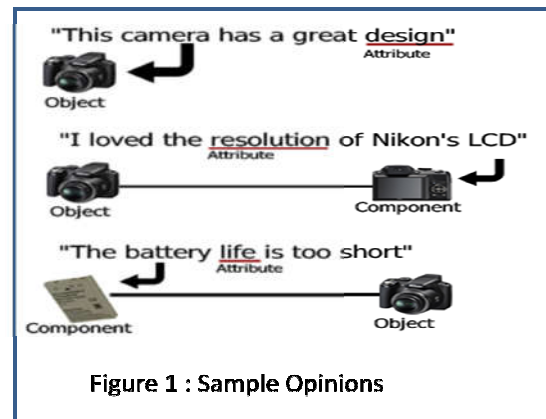 "This camera has a great design"
Attribute
Object
"I loved the resolution of Nikon's LCD"
Attribute
Object
Component
"The battery life is too short"
Attribute
Component
Object
Figure 1 : Sample Opinions